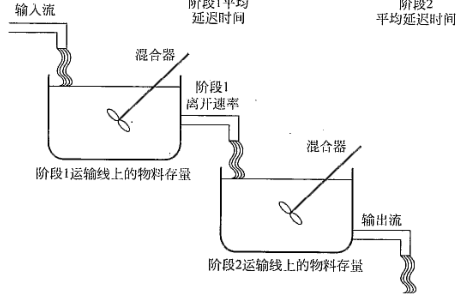 输入流
阶段1平均
延迟时间
阶段2
平均延迟时间
混合器
阶段1
离开速率
阶段1运输线上的物料存量
混合器
输出流
阶段2运输线上的物料存量